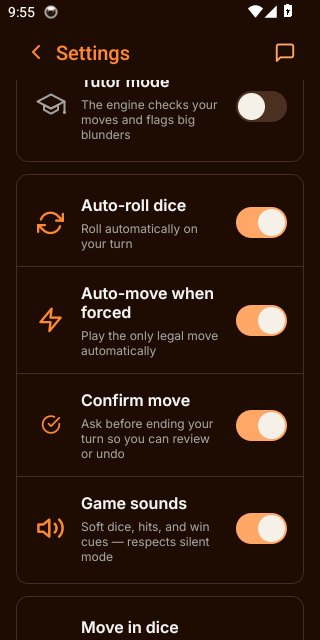 9:55
Settings
Tutor mode
The engine checks your
moves and flags big
blunders
Auto-roll dice
Roll automatically on
your turn
Auto-move when
forced
Play the only legal move
automatically
Confirm move
Ask before ending your
turn so you can review
or undo
Game sounds
Soft dice, hits, and win
cues — respects silent
mode
Move in dice